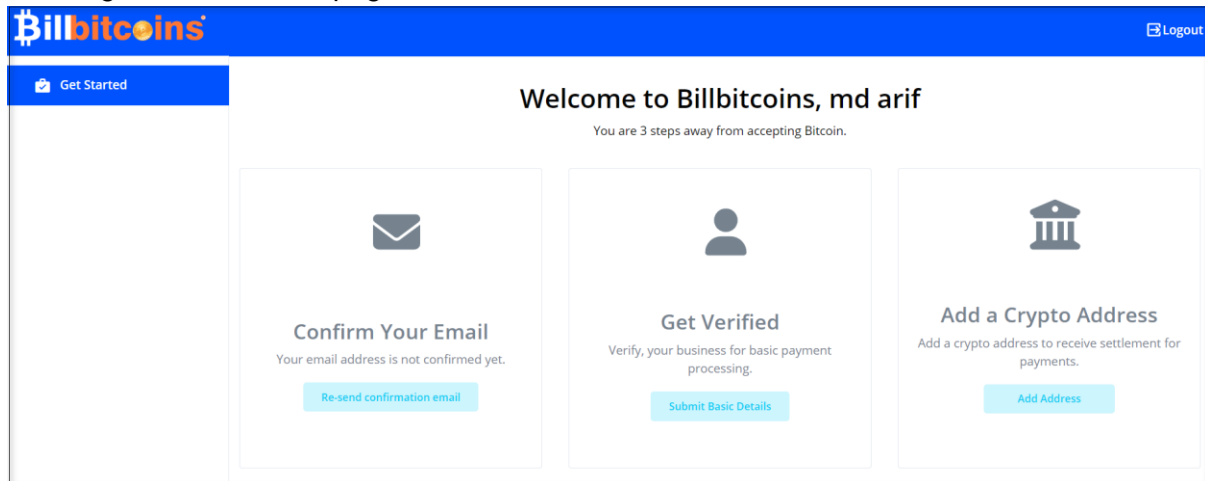 Billbitcoins
Logout
Get Started
Welcome to Billbitcoins, md arif
You are 3 steps away from accepting Bitcoin.
Confirm Your Email
Your email address is not confirmed yet.
Re-send confirmation email
Get Verified
Verify, your business for basic payment
processing.
Submit Basic Details
Add a Crypto Address
Add a crypto address to receive settlement for
payments.
Add Address